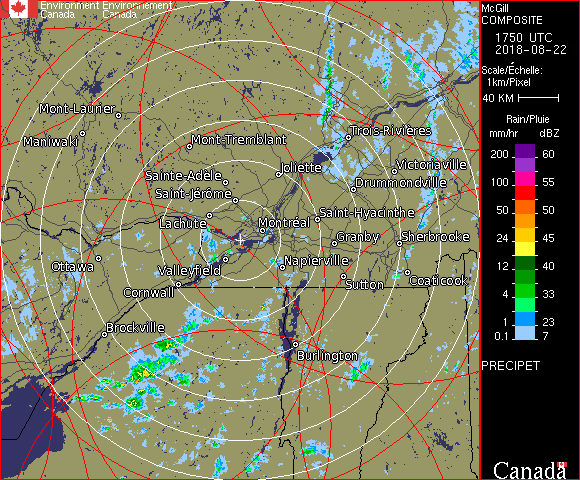 Environment Environnement
Canada Canada
McGill
COMPOSITE
1750 UTC
2018-08-22
Scale/Échelle:
1km/Pixel
40 KM
Rain/Pluie
mm/hr dBZ
200 60
100 55
50 50
24 45
12 40
4 33
1 23
0.1 7
PRECIPET
Canada
Mont-Laurier
Maniwaki
Mont-Tremblant
Trois-Rivières
Victoriaville
Joliette
Sainte-Adèle
Drummondville
Saint-Jérôme
Saint-Hyacinthe
Lachute
Montréal
Granby
Sherbrooke
Ottawa
Valleyfield
Napierville
Coaticook
Sutton
Cornwall
Brockville
Burlington